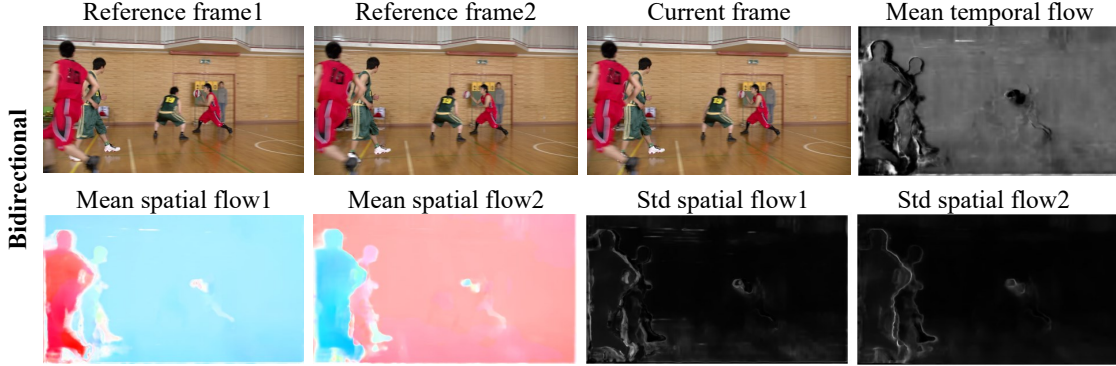 Reference frame1 Reference frame2 Current frame Mean temporal flow
Bidirectional
Mean spatial flow1 Mean spatial flow2 Std spatial flow1 Std spatial flow2